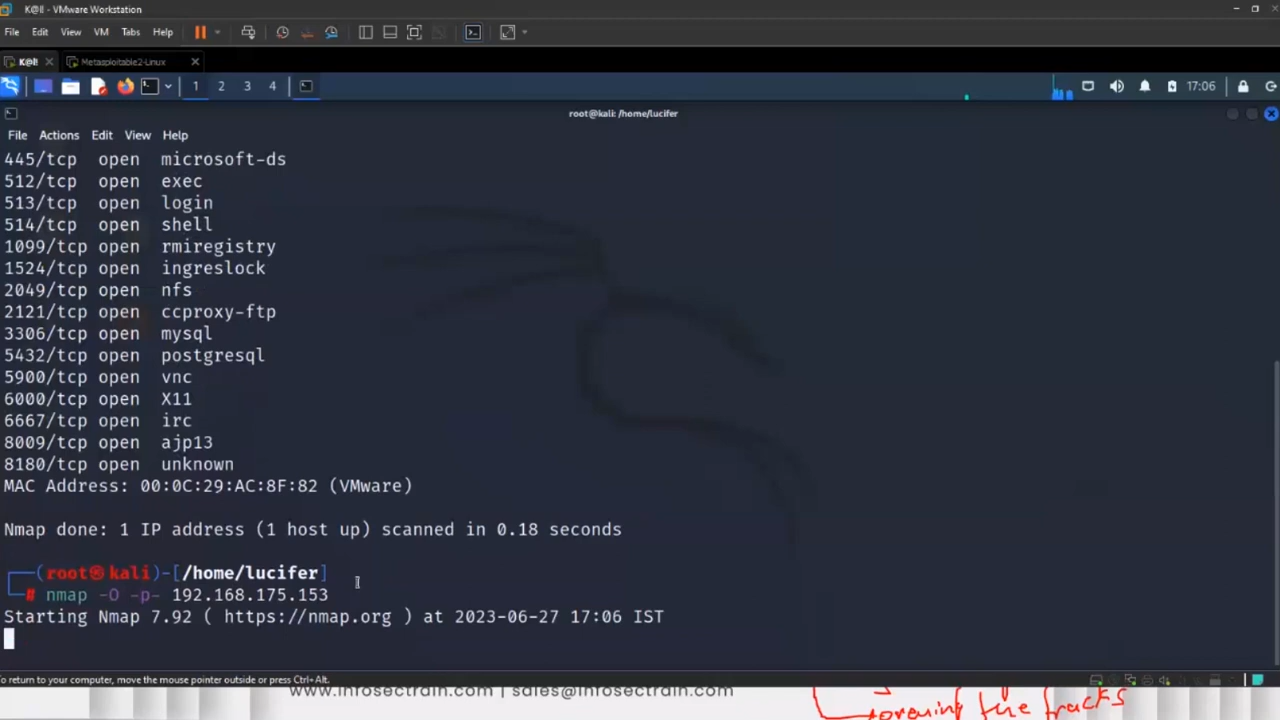 K@l! - VMware Workstation
File Edit View VM Tabs Help
K@l! Metasploitable2-Linux
1 2 3 4 17:06
root@kali: /home/lucifer
File Actions Edit View Help
445/tcp open microsoft-ds
512/tcp open exec
513/tcp open login
514/tcp open shell
1099/tcp open rmiregistry
1524/tcp open ingreslock
2049/tcp open nfs
2121/tcp open ccproxy-ftp
3306/tcp open mysql
5432/tcp open postgresql
5900/tcp open vnc
6000/tcp open X11
6667/tcp open irc
8009/tcp open ajp13
8180/tcp open unknown
MAC Address: 00:0C:29:AC:8F:82 (VMware)
Nmap done: 1 IP address (1 host up) scanned in 0.18 seconds
(root㉿kali)-[/home/lucifer]
# nmap -O -p- 192.168.175.153
Starting Nmap 7.92 ( https://nmap.org ) at 2023-06-27 17:06 IST
To return to your computer, move the mouse pointer outside or press Ctrl+Alt.
www.infosectrain.com | sales@infosectrain.com
the tracks